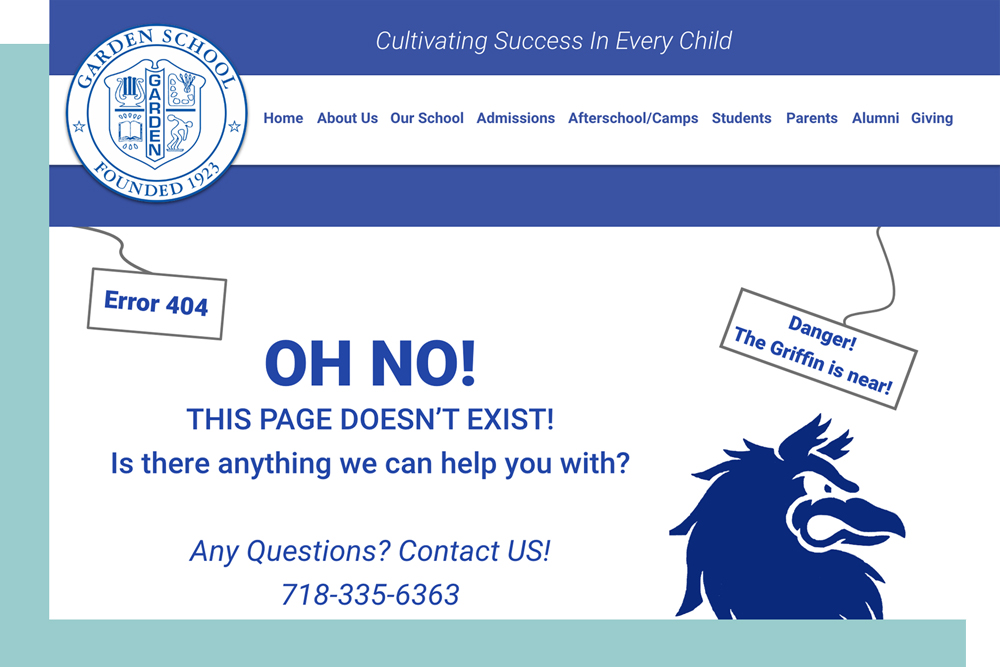 Cultivating Success In Every Child
GARDEN SCHOOL
GARDEN
FOUNDED 1923
Home About Us Our School Admissions Afterschool/Camps Students Parents Alumni Giving
Error 404
Danger!
The Griffin is near!
OH NO!
THIS PAGE DOESN'T EXIST!
Is there anything we can help you with?
Any Questions? Contact US!
718-335-6363